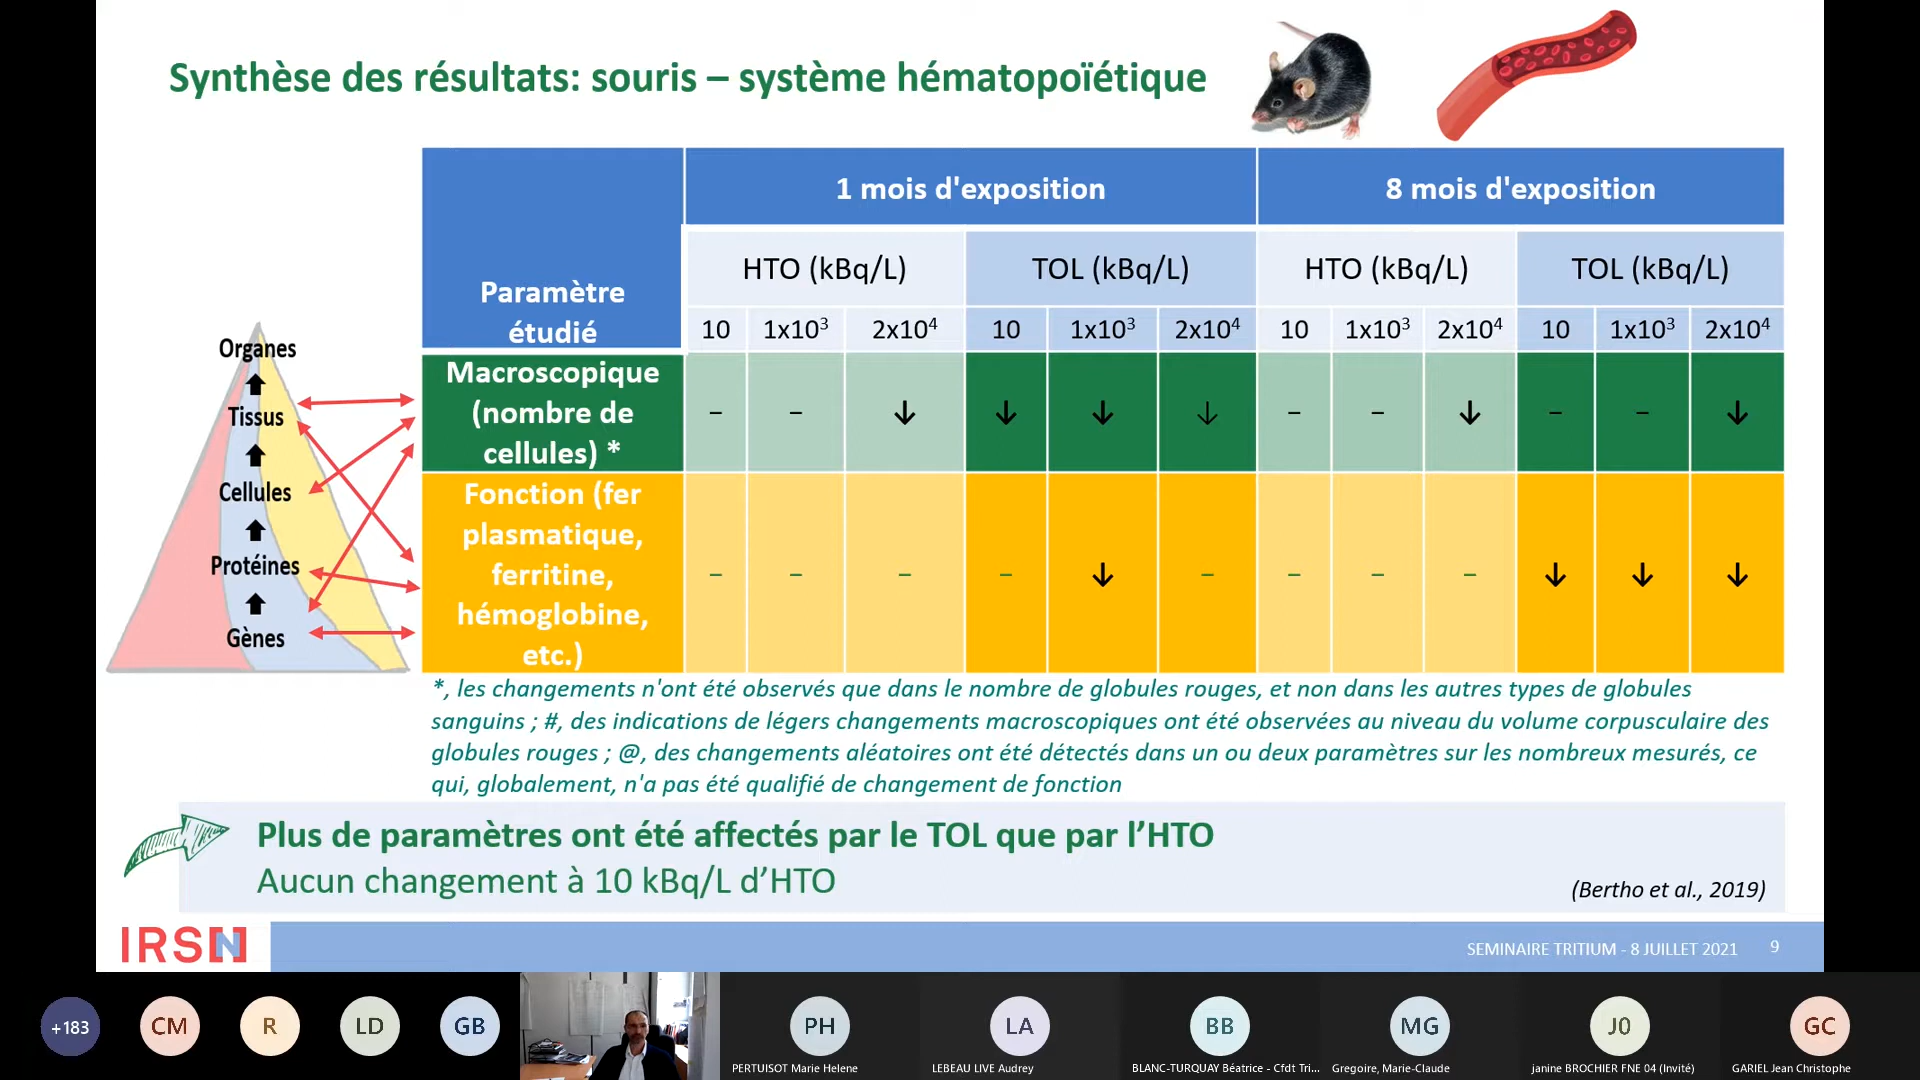 Synthèse des résultats: souris – système hématopoïétique
Organes
Tissus
Cellules
Protéines
Gènes
Paramètre
étudié
1 mois d'exposition
8 mois d'exposition
HTO (kBq/L)
TOL (kBq/L)
HTO (kBq/L)
TOL (kBq/L)
10 1x10³ 2x10⁴ 10 1x10³ 2x10⁴ 10 1x10³ 2x10⁴ 10 1x10³ 2x10⁴
Macroscopique
(nombre de
cellules) *
– – ↓ ↓ ↓ ↓ – – ↓ – – ↓
Fonction (fer
plasmatique,
ferritine,
hémoglobine,
etc.)
– – – – ↓ – – – – ↓ ↓ ↓
*, les changements n'ont été observés que dans le nombre de globules rouges, et non dans les autres types de globules
sanguins ; #, des indications de légers changements macroscopiques ont été observées au niveau du volume corpusculaire des
globules rouges ; @, des changements aléatoires ont été détectés dans un ou deux paramètres sur les nombreux mesurés, ce
qui, globalement, n'a pas été qualifié de changement de fonction
Plus de paramètres ont été affectés par le TOL que par l’HTO
Aucun changement à 10 kBq/L d’HTO
(Bertho et al., 2019)
IRSN
SEMINAIRE TRITIUM - 8 JUILLET 2021 9
+183
CM
R
LD
GB
PH
PERTUISOT Marie Helene
LA
LEBEAU LIVE Audrey
BB
BLANC-TURQUAY Béatrice - Cfdt Tri...
MG
Gregoire, Marie-Claude
J0
janine BROCHIER FNE 04 (Invité)
GC
GARIEL Jean Christophe